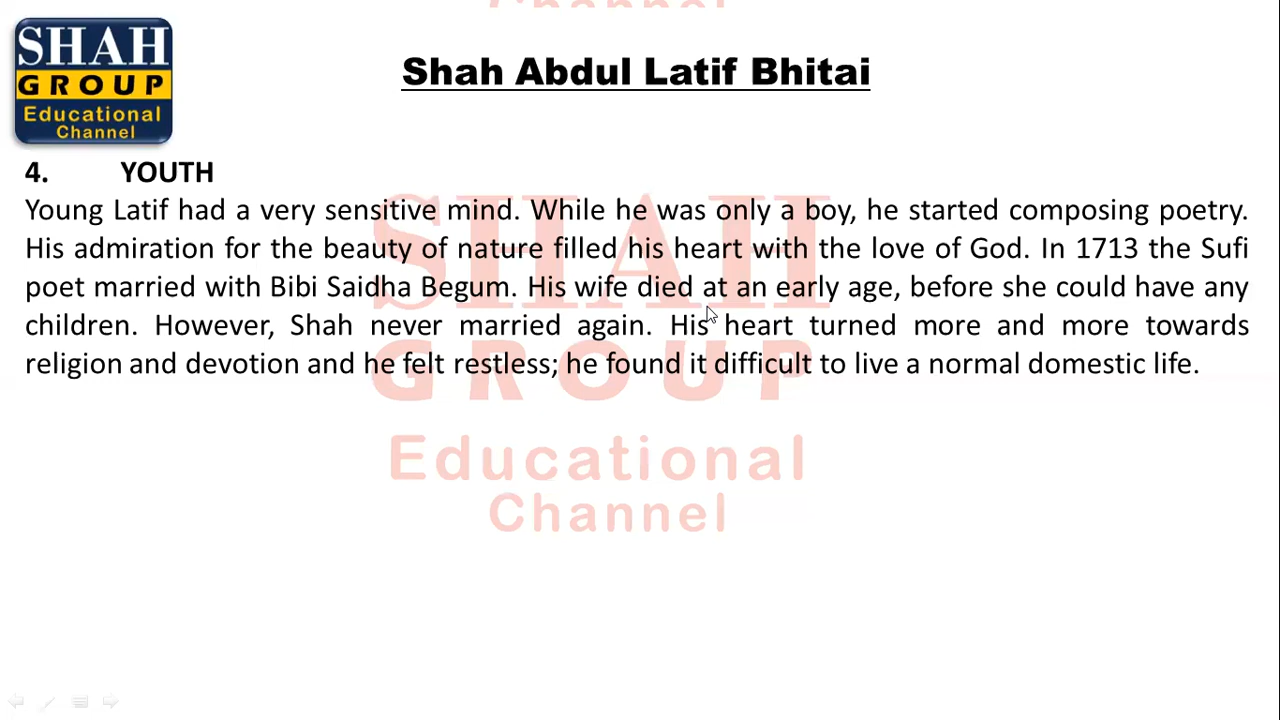 Channel
SHAH
GROUP
Educational
Channel
Shah Abdul Latif Bhitai
4. YOUTH
Young Latif had a very sensitive mind. While he was only a boy, he started composing poetry.
His admiration for the beauty of nature filled his heart with the love of God. In 1713 the Sufi
poet married with Bibi Saidha Begum. His wife died at an early age, before she could have any
children. However, Shah never married again. His heart turned more and more towards
religion and devotion and he felt restless; he found it difficult to live a normal domestic life.
SHAH
GROUP
Educational
Channel